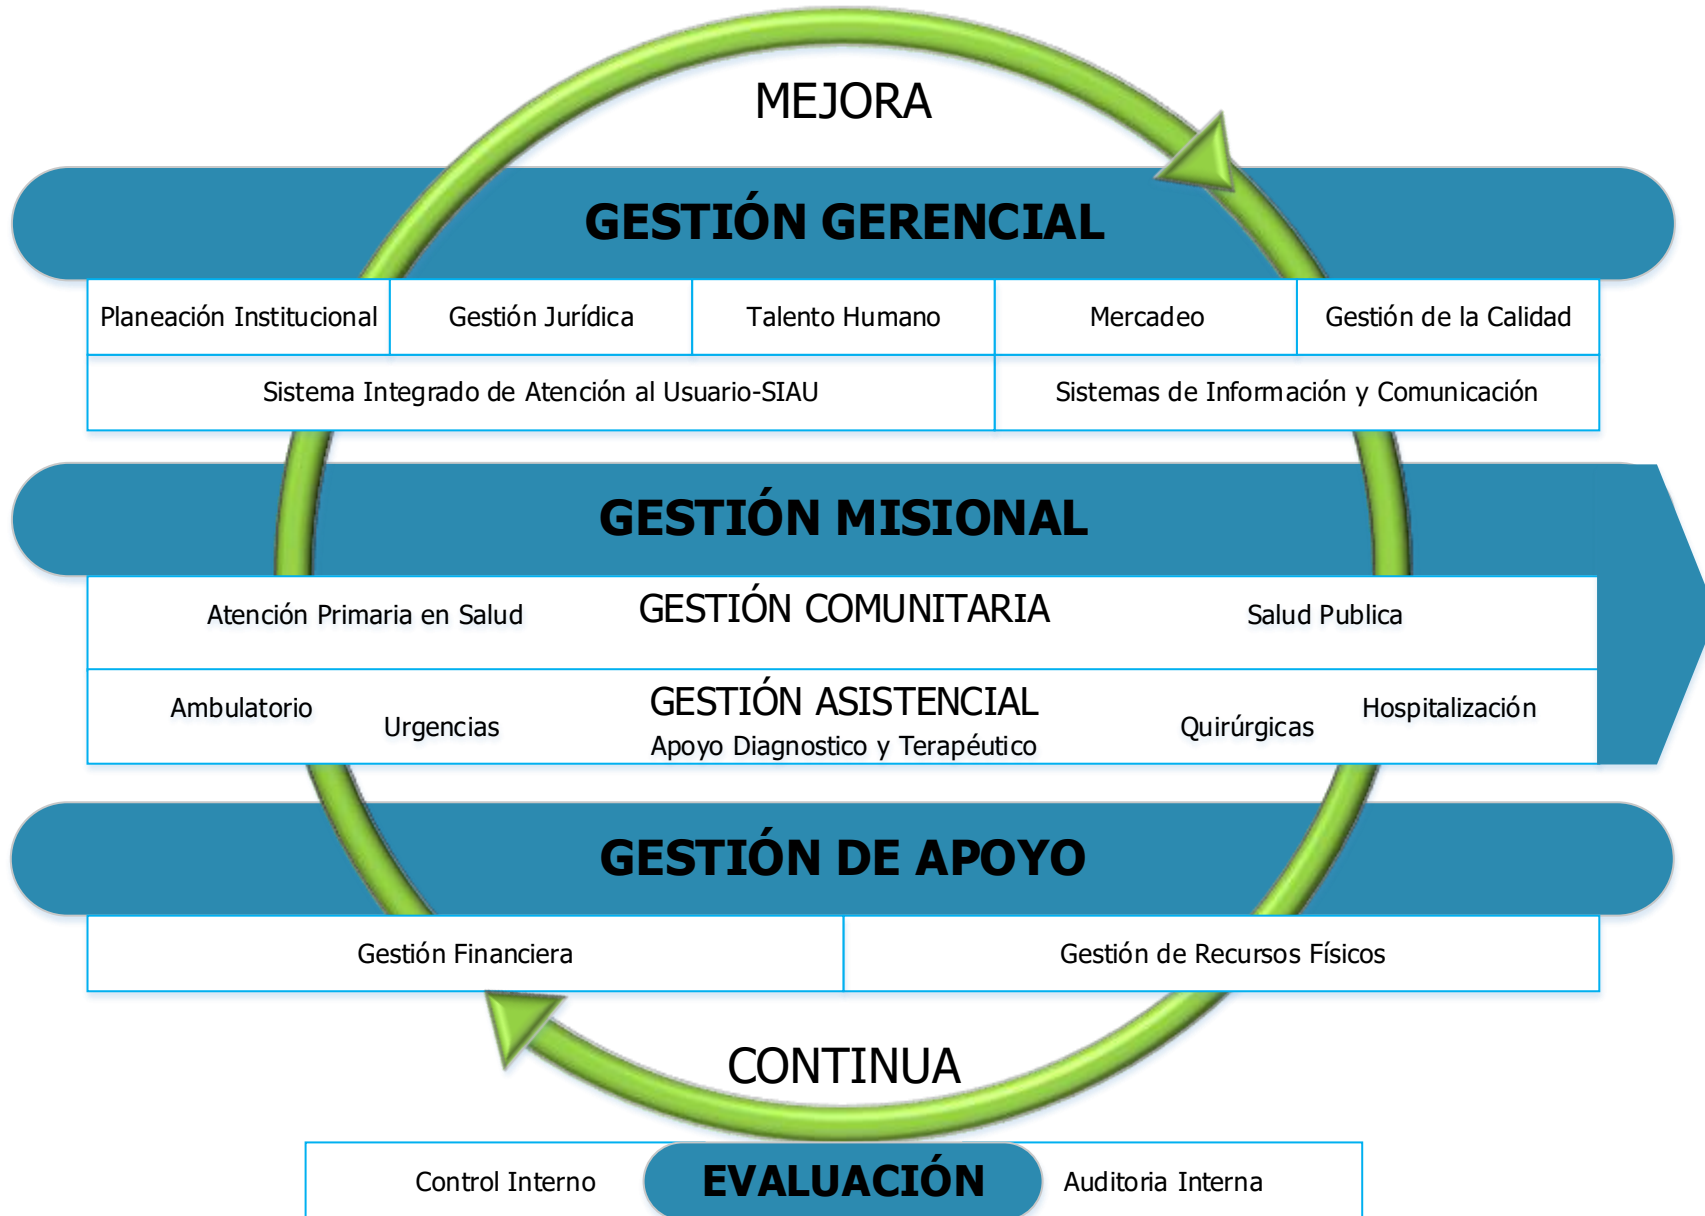 MEJORA
GESTIÓN GERENCIAL
Planeación Institucional
Gestión Jurídica
Talento Humano
Mercadeo
Gestión de la Calidad
Sistema Integrado de Atención al Usuario-SIAU
Sistemas de Información y Comunicación
GESTIÓN MISIONAL
Atención Primaria en Salud
GESTIÓN COMUNITARIA
Salud Publica
Ambulatorio
Urgencias
GESTIÓN ASISTENCIAL
Apoyo Diagnostico y Terapéutico
Quirúrgicas
Hospitalización
GESTIÓN DE APOYO
Gestión Financiera
Gestión de Recursos Físicos
CONTINUA
Control Interno
EVALUACIÓN
Auditoria Interna